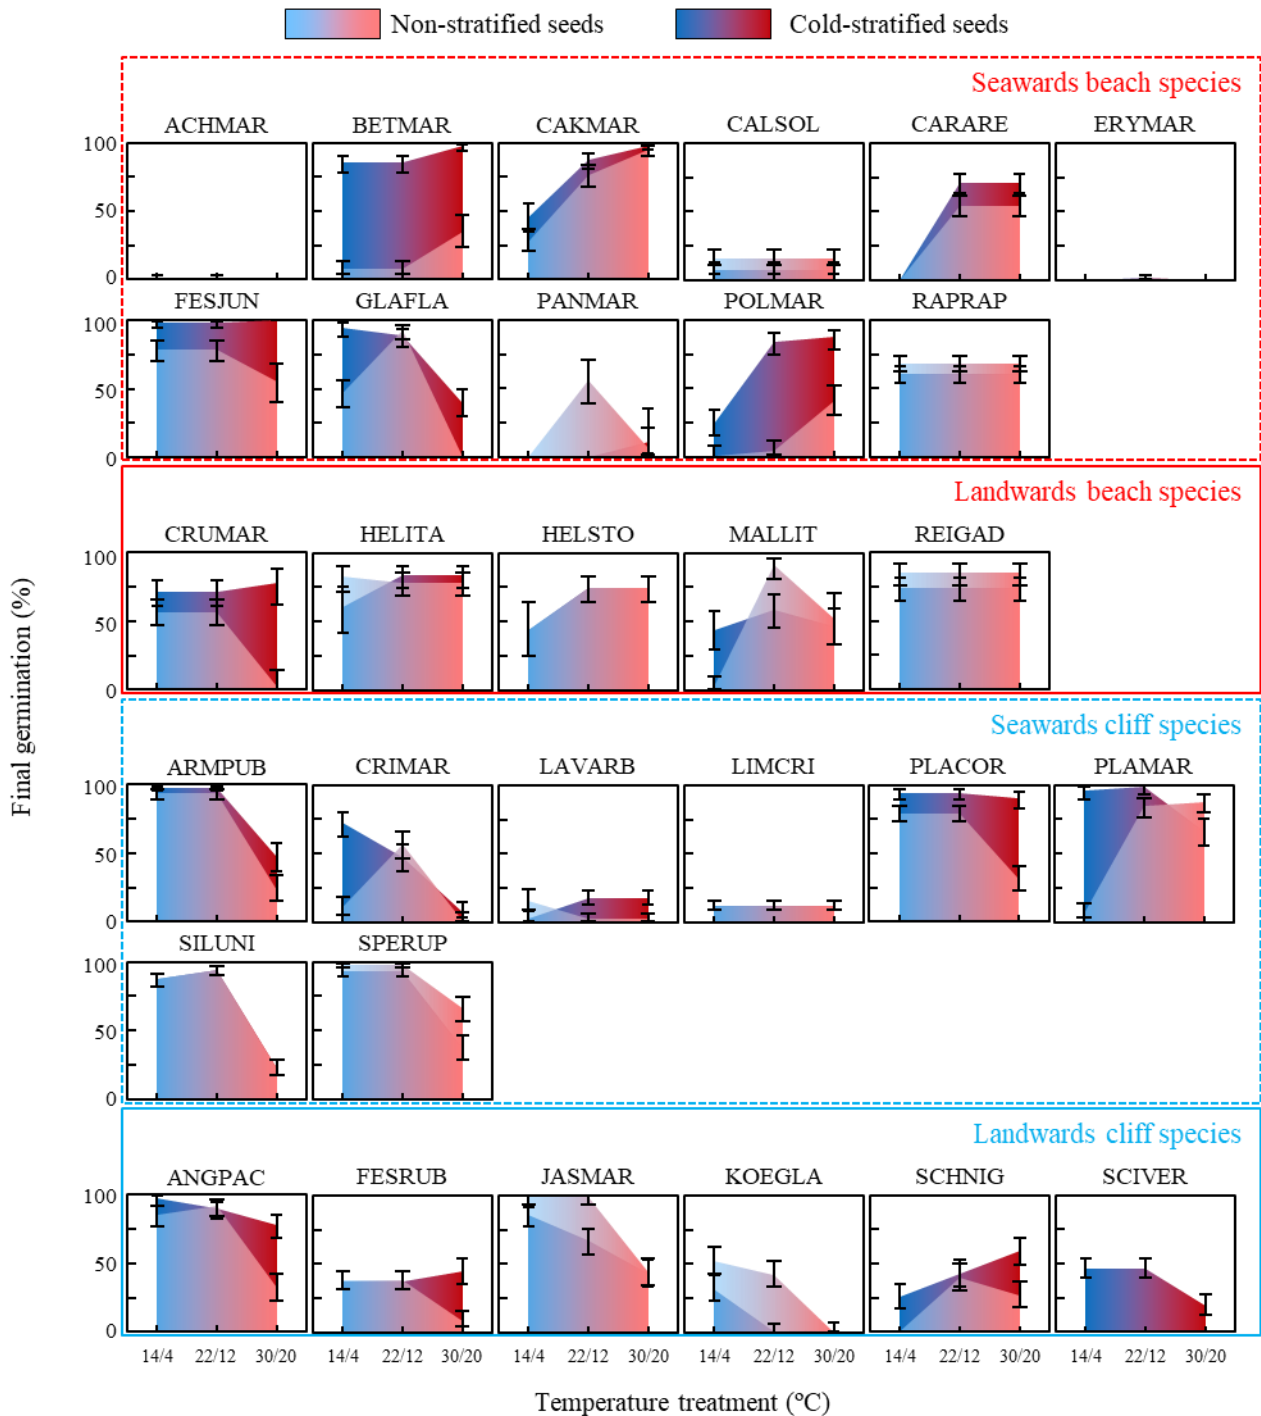 Non-stratified seeds Cold-stratified seeds
Seawards beach species
ACHMAR BETMAR CAKMAR CALSOL CARARE ERYMAR
100
50
0
FESJUN GLAFLA PANMAR POLMAR RAPRAP
100
50
0
Landwards beach species
CRUMAR HELITA HELSTO MALLIT REIGAD
100
50
0
Final germination (%)
Seawards cliff species
ARMPUB CRIMAR LAVARB LIMCRI PLACOR PLAMAR
100
50
0
SILUNI SPERUP
100
50
0
Landwards cliff species
ANGPAC FESRUB JASMAR KOEGLA SCHNIG SCIVER
100
50
0
14/4 22/12 30/20 14/4 22/12 30/20 14/4 22/12 30/20 14/4 22/12 30/20 14/4 22/12 30/20 14/4 22/12 30/20
Temperature treatment (ºC)